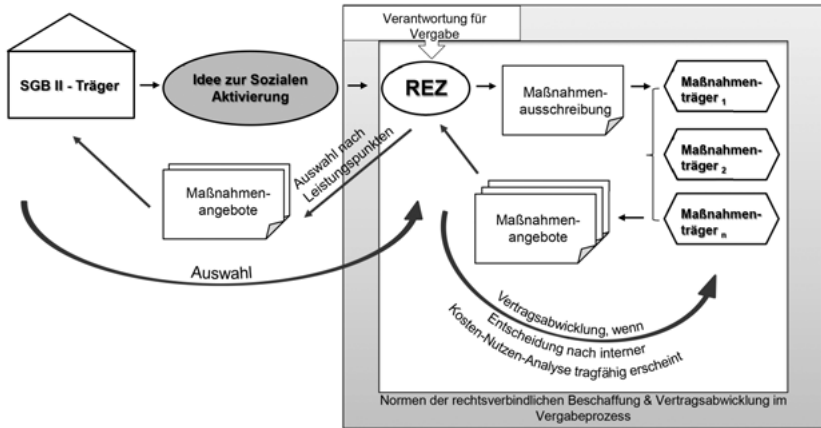 Verantwortung für
Vergabe
SGB II - Träger
Idee zur Sozialen
Aktivierung
REZ
Maßnahmen-
ausschreibung
Maßnahmen-
träger 1
Maßnahmen-
träger 2
Maßnahmen-
träger n
Maßnahmen-
angebote
Auswahl nach
Leistungspunkten
Maßnahmen-
angebote
Auswahl
Vertragsabwicklung, wenn
Entscheidung nach interner
Kosten-Nutzen-Analyse tragfähig erscheint
Normen der rechtsverbindlichen Beschaffung & Vertragsabwicklung im
Vergabeprozess